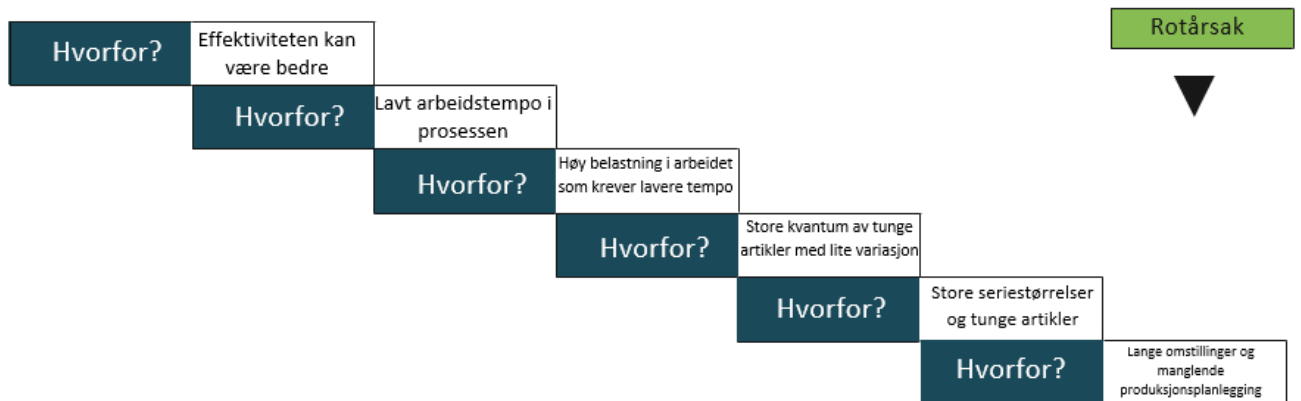 Rotårsak
Hvorfor?
Effektiviteten kan
være bedre
Hvorfor?
Lavt arbeidstempo i
prosessen
Hvorfor?
Høy belastning i arbeidet
som krever lavere tempo
Hvorfor?
Store kvantum av tunge
artikler med lite variasjon
Hvorfor?
Store seriestørrelser
og tunge artikler
Hvorfor?
Lange omstillinger og
manglende
produksjonsplanlegging